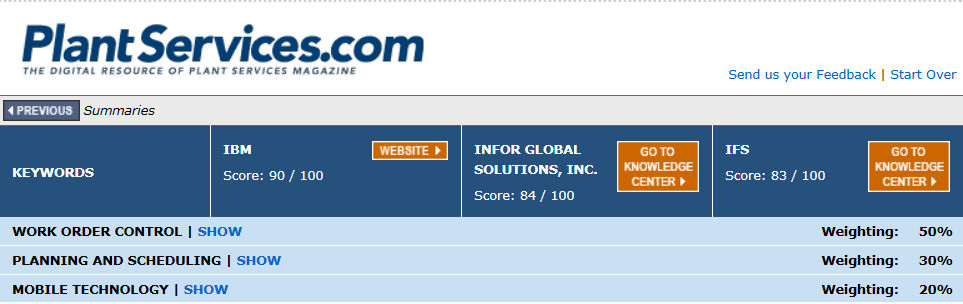 PlantServices.com
THE DIGITAL RESOURCE OF PLANT SERVICES MAGAZINE
Send us your Feedback | Start Over
PREVIOUS Summaries
KEYWORDS
IBM
WEBSITE
Score: 90 / 100
INFOR GLOBAL
SOLUTIONS, INC.
Score: 84 / 100
GO TO
KNOWLEDGE
CENTER
IFS
Score: 83 / 100
GO TO
KNOWLEDGE
CENTER
WORK ORDER CONTROL | SHOW Weighting: 50%
PLANNING AND SCHEDULING | SHOW Weighting: 30%
MOBILE TECHNOLOGY | SHOW Weighting: 20%